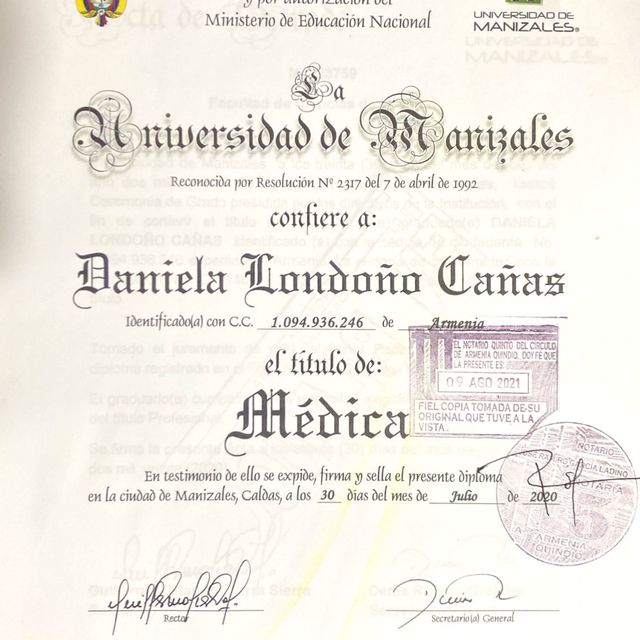 y por autorización del
Ministerio de Educación Nacional
UNIVERSIDAD DE
MANIZALES®
La
Universidad de Manizales
Reconocida por Resolución Nº 2317 del 7 de abril de 1992
confiere a:
Daniela Londoño Cañas
Identificado(a) con C.C. 1.094.936.246 de Armenia
EL NOTARIO QUINTO DEL CÍRCULO
DE ARMENIA QUINDIO, DOY FE QUE
LA PRESENTE ES:
09 AGO 2021
FIEL COPIA TOMADA DE SU
ORIGINAL QUE TUVE A LA
VISTA.
el título de:
Médica
En testimonio de ello se expide, firma y sella el presente diploma
en la ciudad de Manizales, Caldas, a los 30 días del mes de Julio de 2020
NOTARIO
NOTARIA
ARMENIA
QUINDIO
Rector
Secretario(a) General